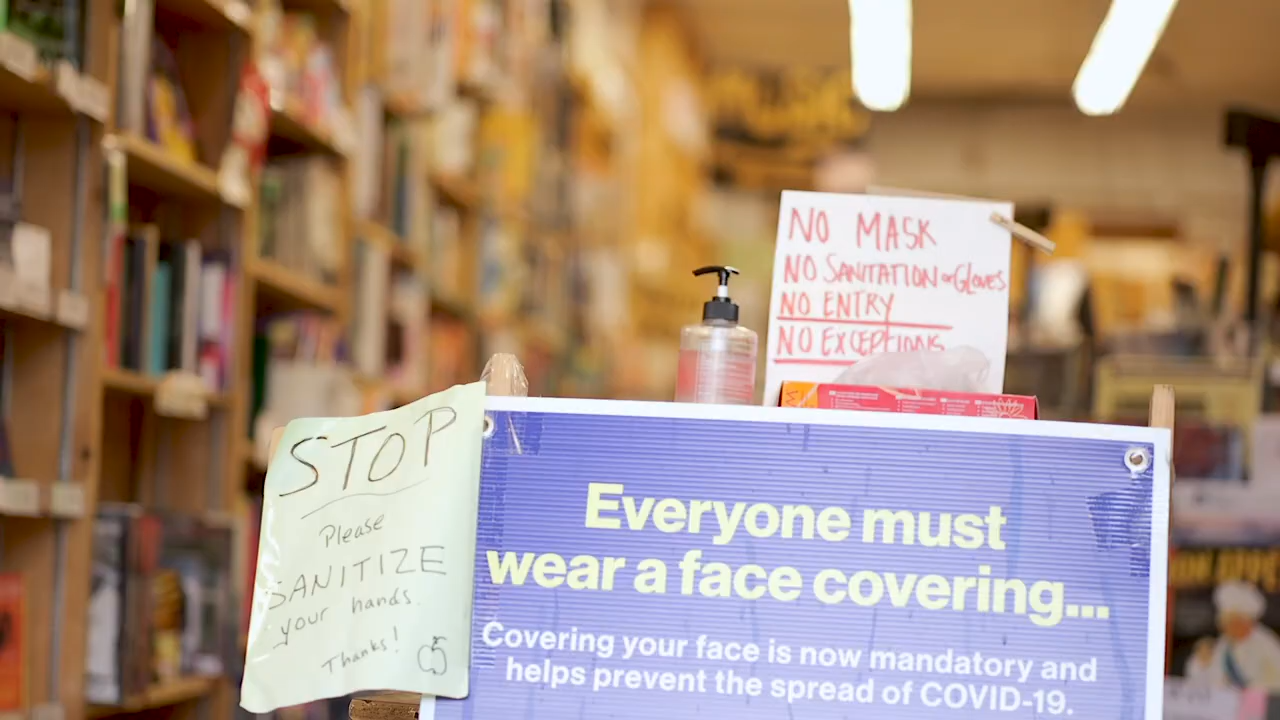 NO MASK
NO SANITATION or Gloves
NO ENTRY
NO EXCEPTIONS
STOP
Please
SANITIZE
your hands.
Thanks!
Everyone must
wear a face covering...
Covering your face is now mandatory and
helps prevent the spread of COVID-19.